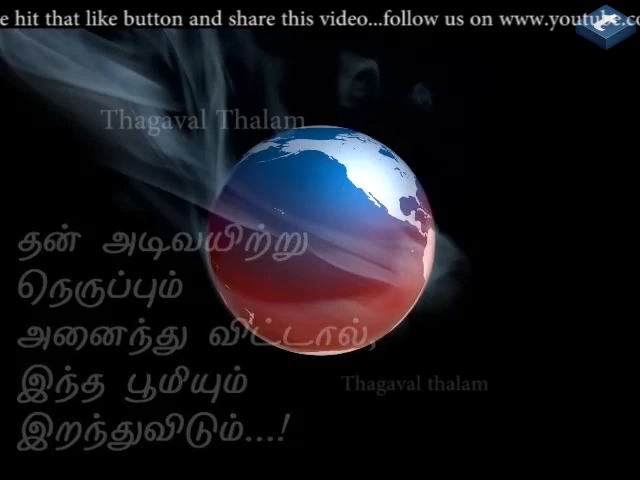 e hit that like button and share this video...follow us on www.youtube.co
Thagaval Thalam
தன் அடிவயிற்று
நெருப்பும்
அனைந்து விட்டால்,
இந்த பூமியும்
Thagaval thalam
இறந்துவிடும்...!